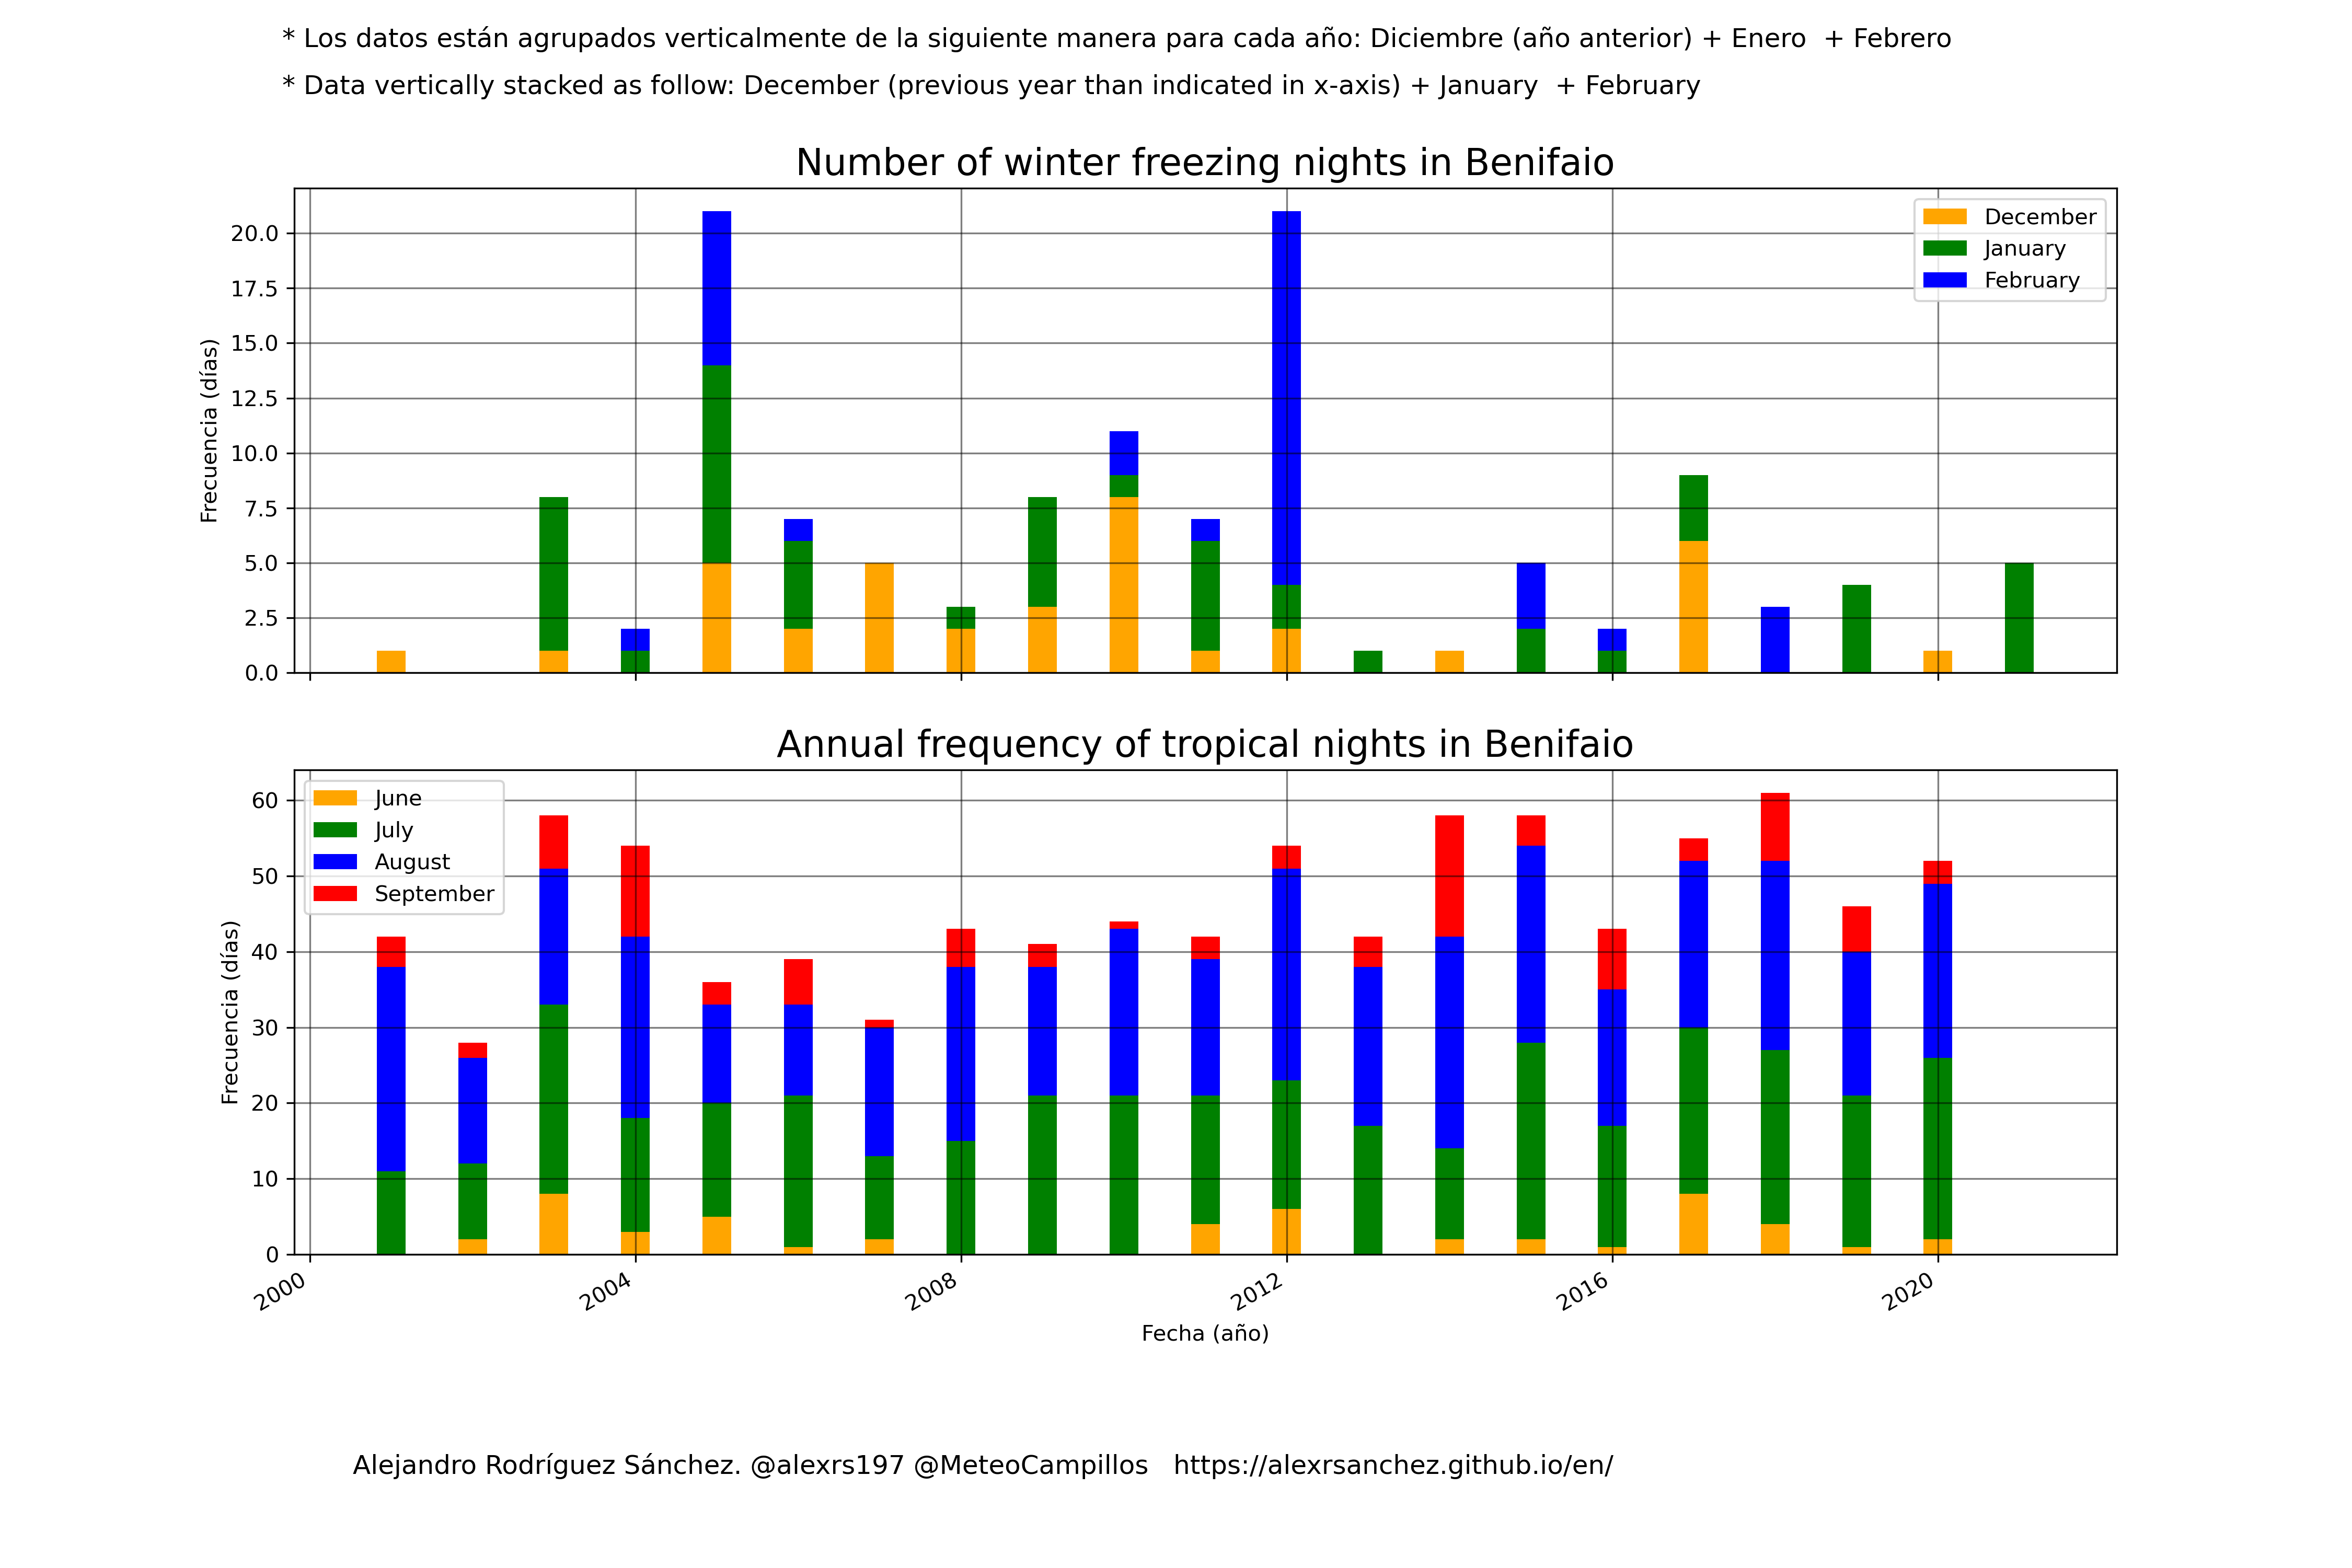 * Los datos están agrupados verticalmente de la siguiente manera para cada año: Diciembre (año anterior) + Enero  + Febrero
* Data vertically stacked as follow: December (previous year than indicated in x-axis) + January  + February
Number of winter freezing nights in Benifaio
20.0
17.5
15.0
12.5
10.0
7.5
5.0
2.5
0.0
Frecuencia (días)
December
January
February
Annual frequency of tropical nights in Benifaio
60
50
40
30
20
10
0
Frecuencia (días)
June
July
August
September
2000
2004
2008
2012
2016
2020
Fecha (año)
Alejandro Rodríguez Sánchez. @alexrs197 @MeteoCampillos   https://alexrsanchez.github.io/en/